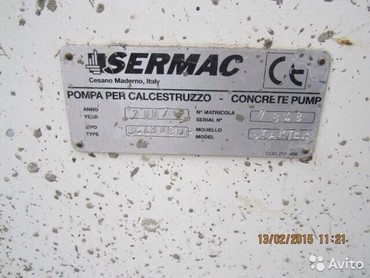 SERMAC
CE
Cesano Maderno, Italy
POMPA PER CALCESTRUZZO - CONCRETE PUMP
ANNO
YEAR
N° MATRICOLA
SERIAL N°
TIPO
TYPE
MODELLO
MODEL
13/02/2015 11:21
Avito